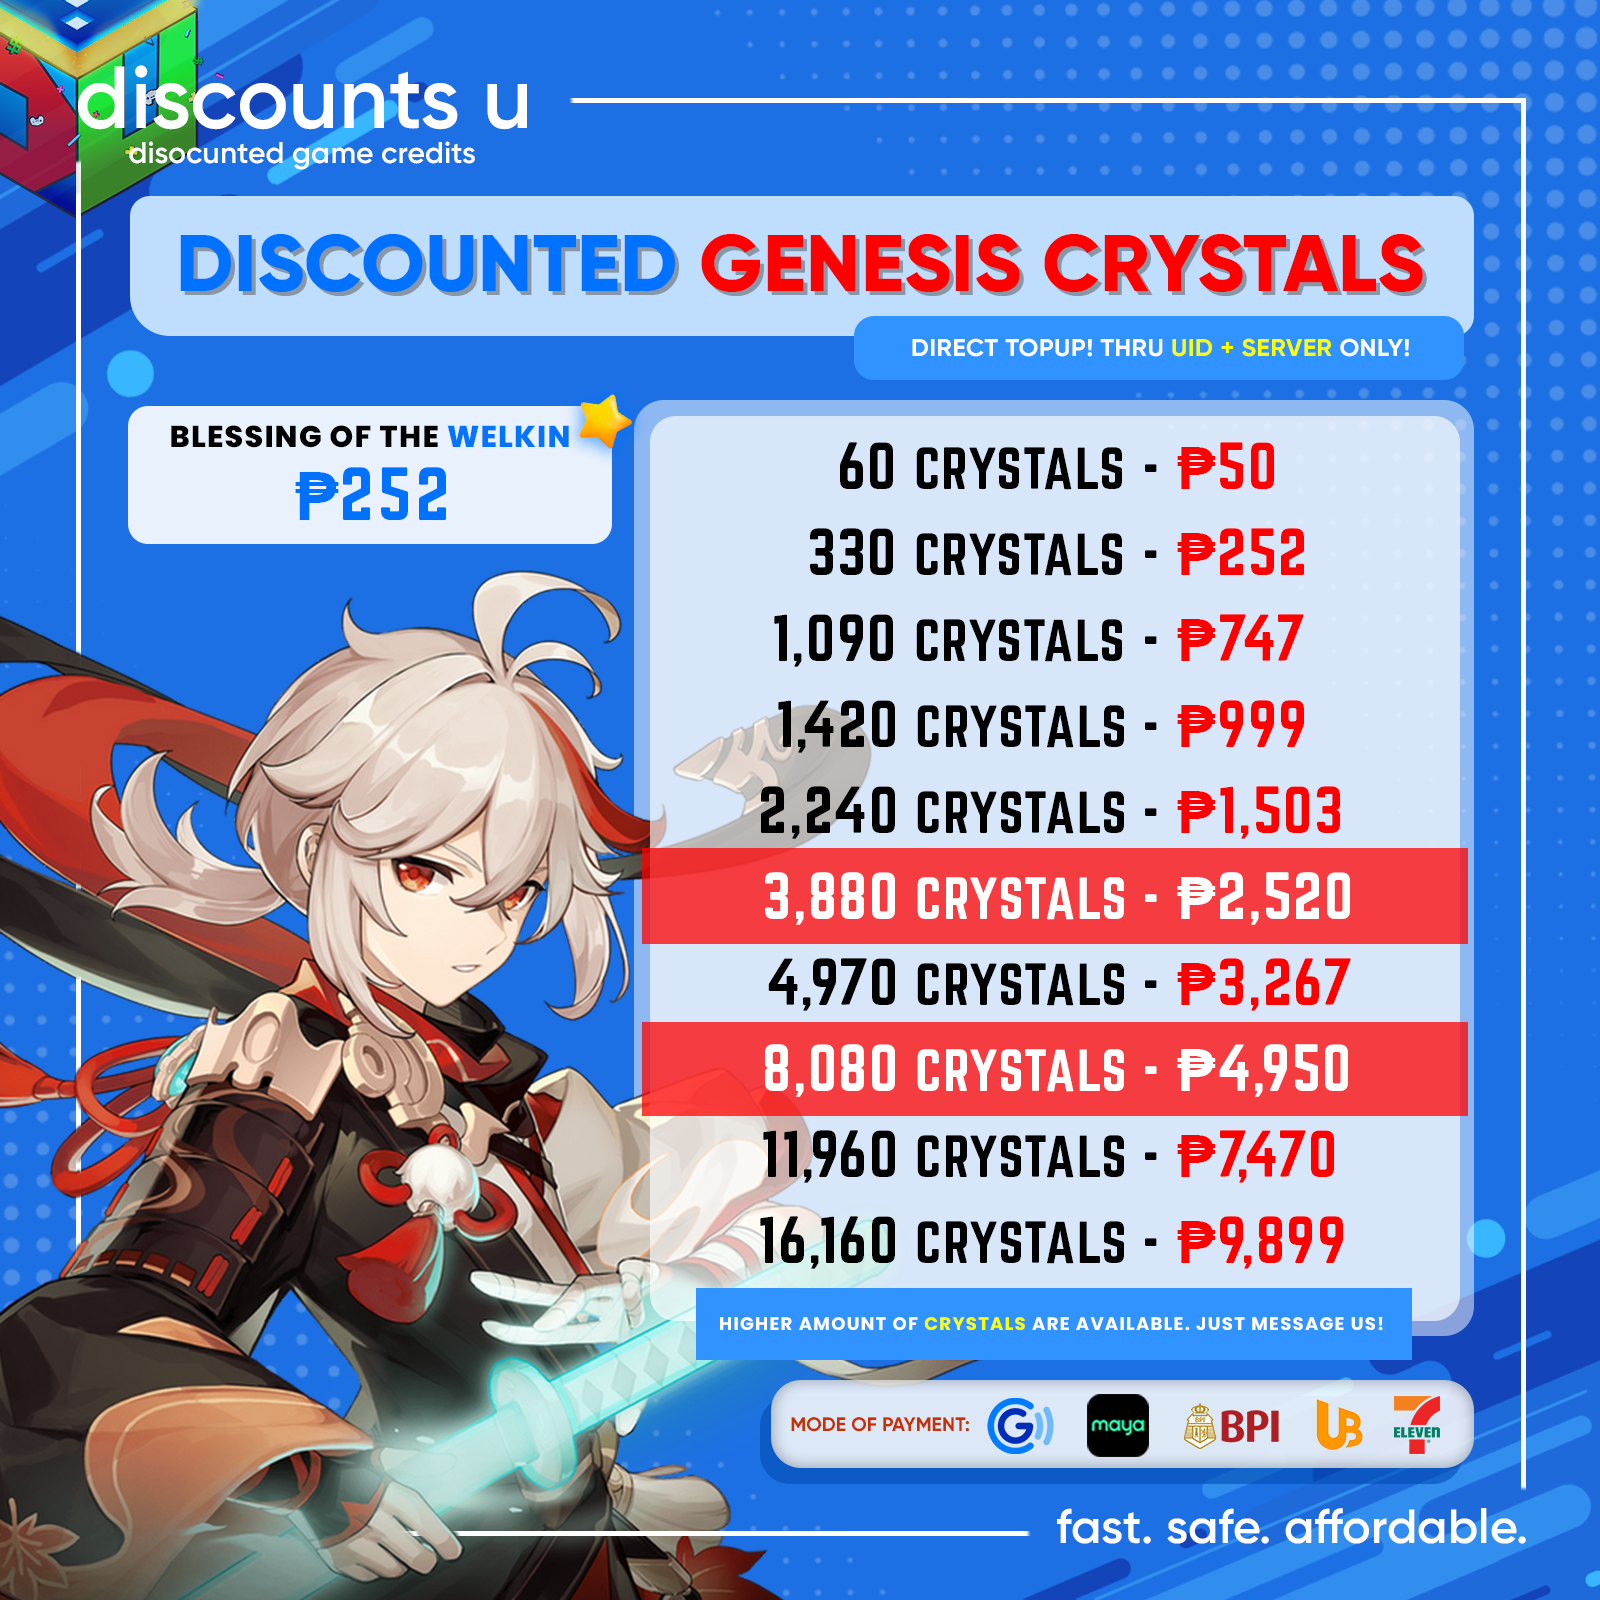 discounts u
disocunted game credits
DISCOUNTED GENESIS CRYSTALS
DIRECT TOPUP! THRU UID + SERVER ONLY!
BLESSING OF THE WELKIN
₱252
60 CRYSTALS - ₱50
330 CRYSTALS - ₱252
1,090 CRYSTALS - ₱747
1,420 CRYSTALS - ₱999
2,240 CRYSTALS - ₱1,503
3,880 CRYSTALS - ₱2,520
4,970 CRYSTALS - ₱3,267
8,080 CRYSTALS - ₱4,950
11,960 CRYSTALS - ₱7,470
16,160 CRYSTALS - ₱9,899
HIGHER AMOUNT OF CRYSTALS ARE AVAILABLE. JUST MESSAGE US!
MODE OF PAYMENT: G maya BPI BPI UB 7 ELEVEN
fast. safe. affordable.